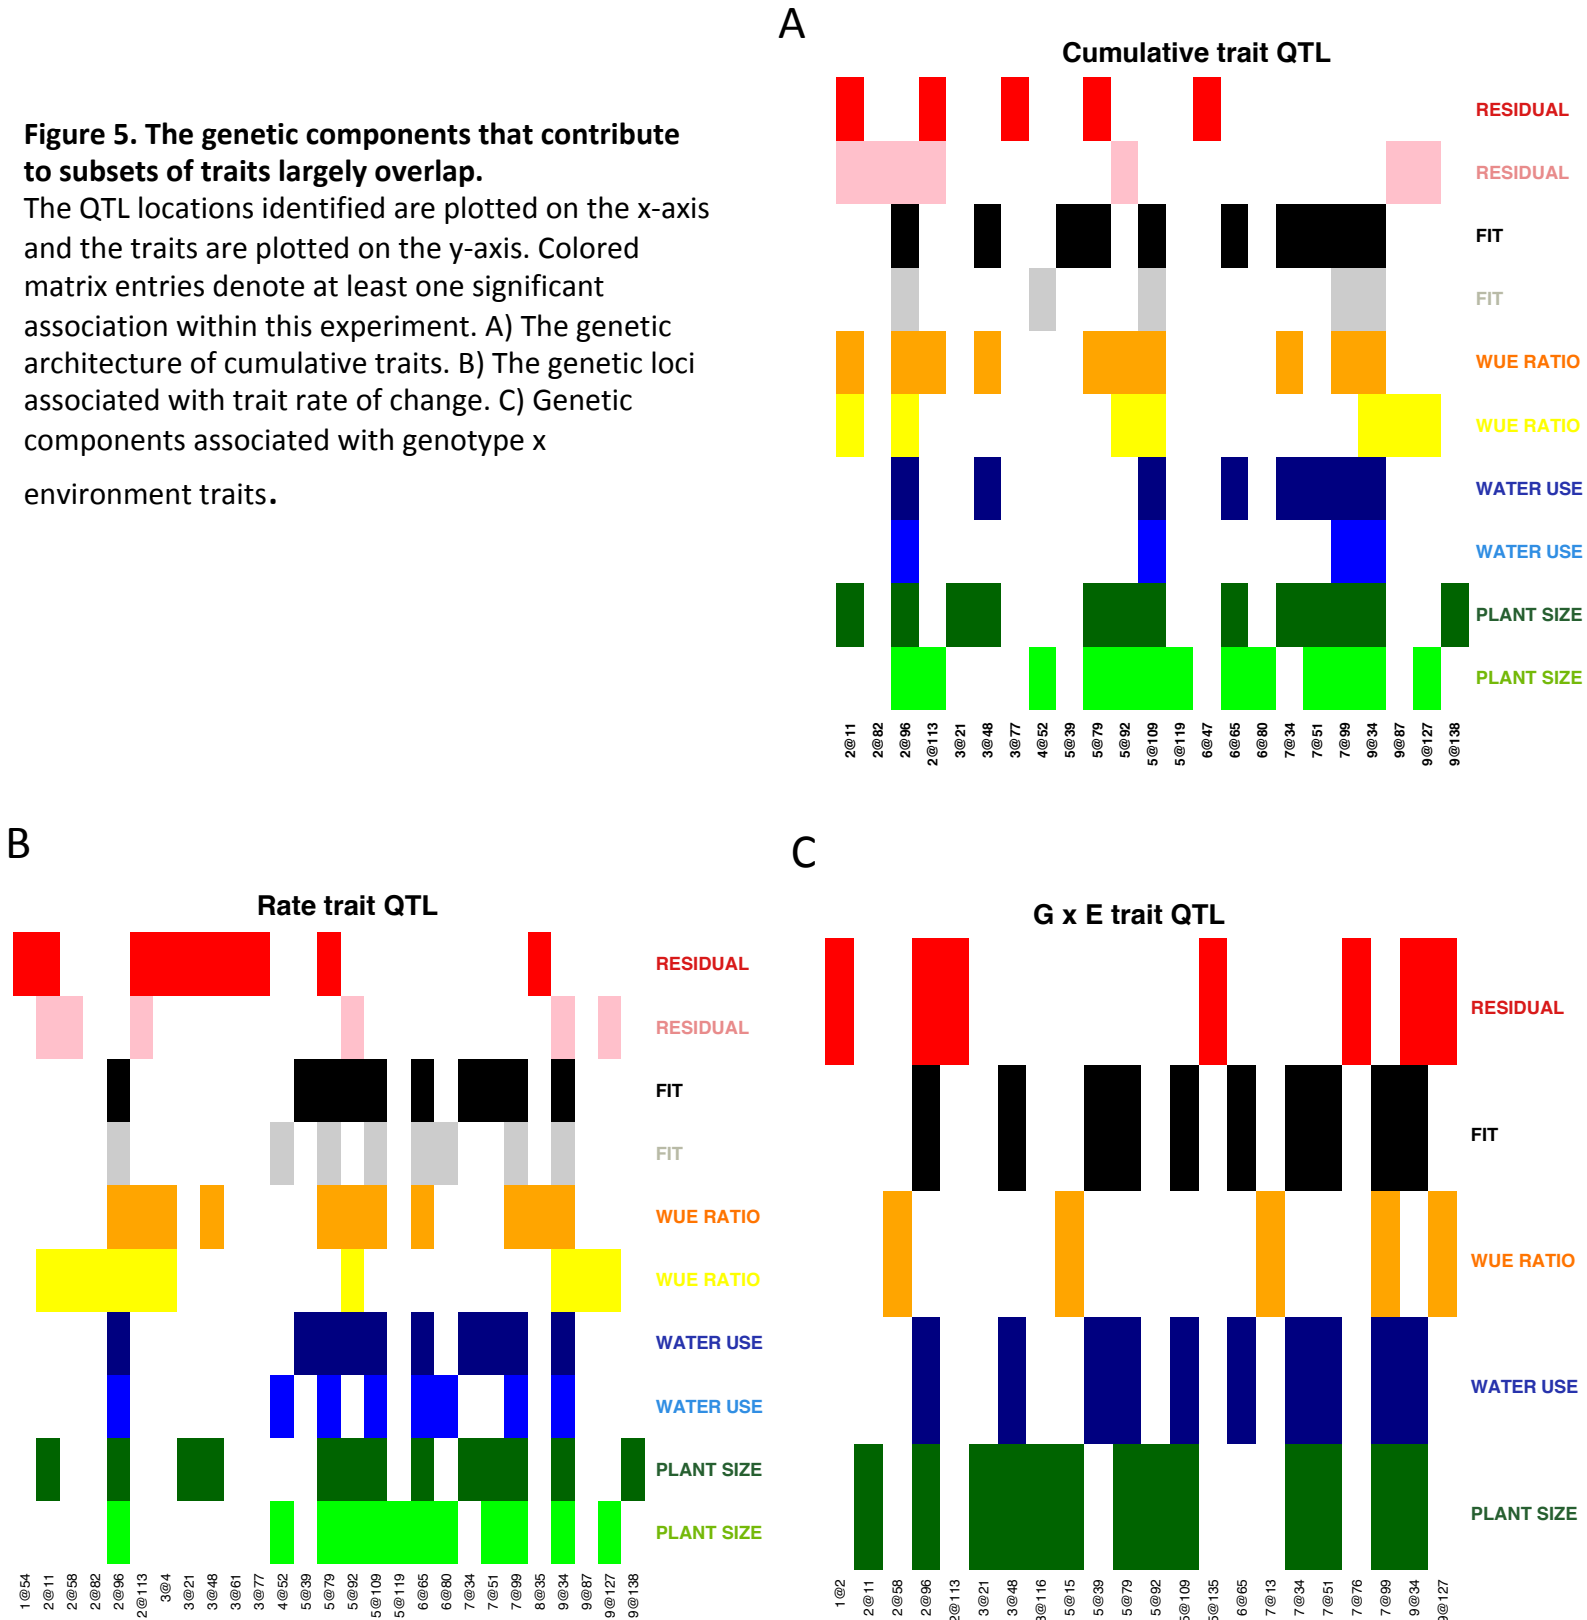 A
Cumulative trait QTL
Figure 5. The genetic components that contribute
to subsets of traits largely overlap.
The QTL locations identified are plotted on the x-axis
and the traits are plotted on the y-axis. Colored
matrix entries denote at least one significant
association within this experiment. A) The genetic
architecture of cumulative traits. B) The genetic loci
associated with trait rate of change. C) Genetic
components associated with genotype x
environment traits.
RESIDUAL
RESIDUAL
FIT
FIT
WUE RATIO
WUE RATIO
WATER USE
WATER USE
PLANT SIZE
PLANT SIZE
2@11
2@82
2@96
2@113
3@21
3@48
3@77
4@52
5@39
5@79
5@92
5@109
5@119
6@47
6@65
6@80
7@34
7@51
7@99
9@34
9@87
9@127
9@138
B
Rate trait QTL
RESIDUAL
RESIDUAL
FIT
FIT
WUE RATIO
WUE RATIO
WATER USE
WATER USE
PLANT SIZE
PLANT SIZE
1@54
2@11
2@58
2@82
2@96
2@113
3@4
3@21
3@48
3@61
3@77
4@52
5@39
5@79
5@92
5@109
5@119
6@65
6@80
7@34
7@51
7@99
8@35
9@34
9@87
9@127
9@138
C
G x E trait QTL
RESIDUAL
FIT
WUE RATIO
WATER USE
PLANT SIZE
1@2
2@11
2@58
2@96
2@113
3@21
3@48
3@116
5@15
5@39
5@79
5@92
5@109
5@135
6@65
7@13
7@34
7@51
7@76
7@99
9@34
9@127